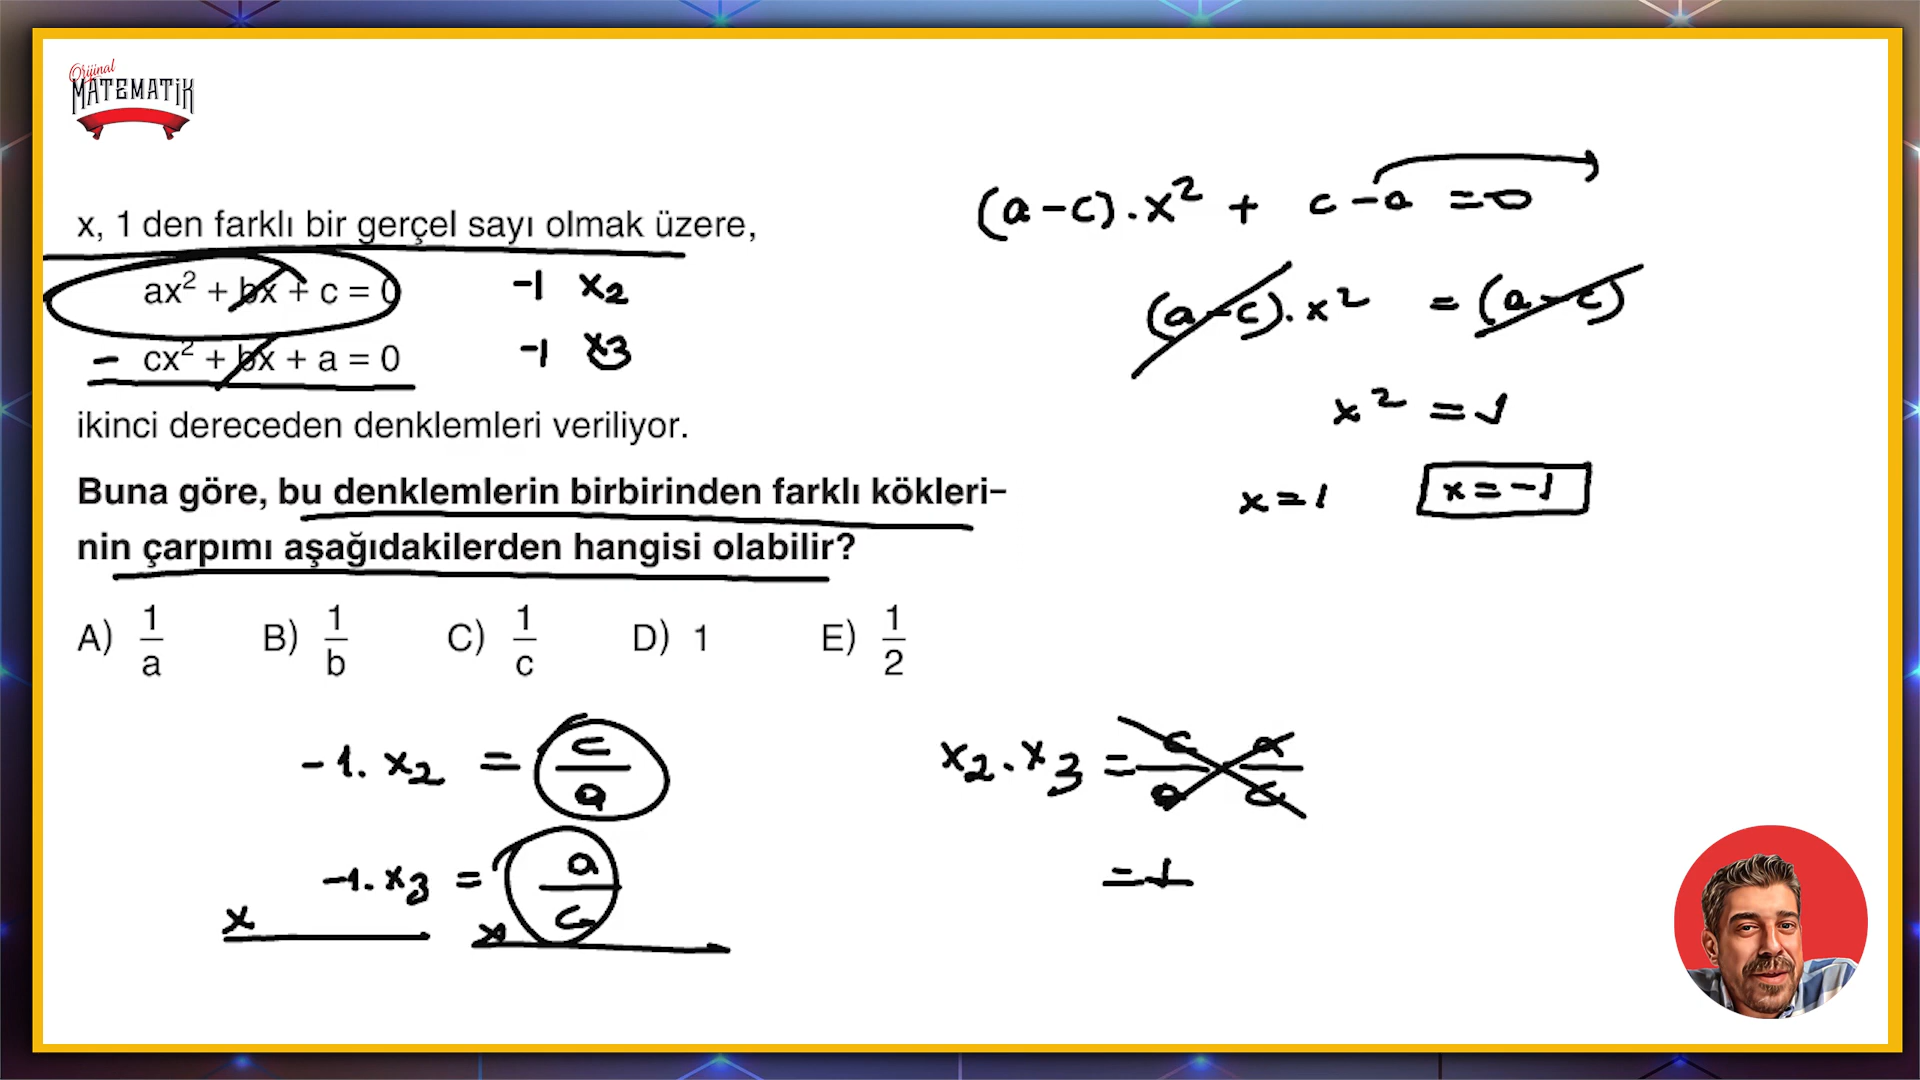 Orijinal
MATEMATİK
x, 1 den farklı bir gerçel sayı olmak üzere,
ax² + bx + c = 0
-1 x₂
- cx² + bx + a = 0
-1 x₃
ikinci dereceden denklemleri veriliyor.
Buna göre, bu denklemlerin birbirinden farklı kökleri-
nin çarpımı aşağıdakilerden hangisi olabilir?
A) 1/a B) 1/b C) 1/c D) 1 E) 1/2
(a-c).x² + c-a =0
(a-c).x² = (a-c)
x² = 1
x=1 x=-1
-1. x₂ = c/a
-1. x₃ = a/c
x x
x₂.x₃ = c/a a/c
=1